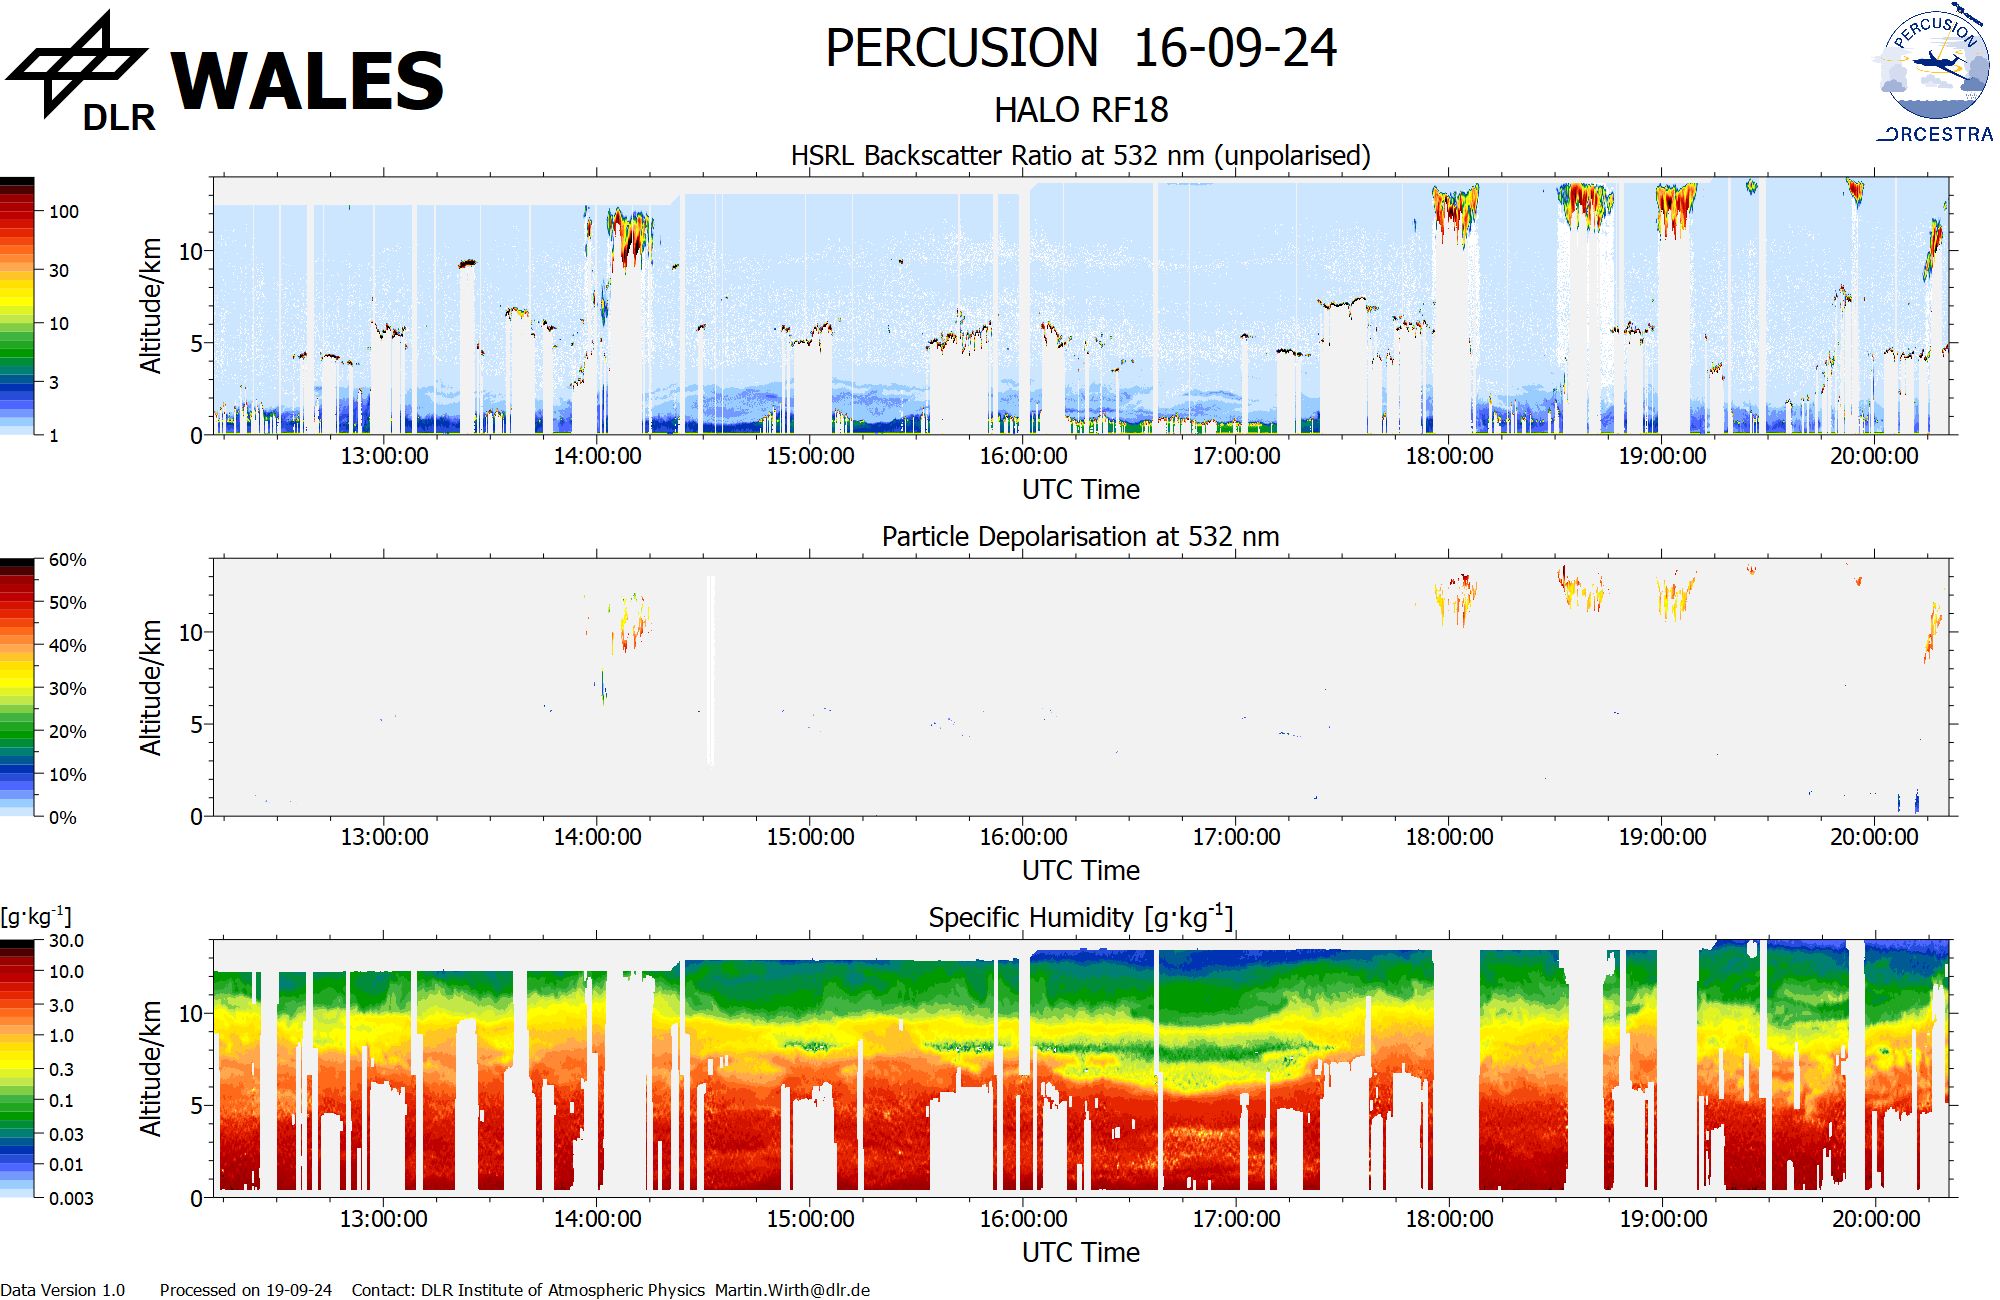 DLR
WALES
PERCUSION 16-09-24
HALO RF18
PERCUSION
ORCESTRA
HSRL Backscatter Ratio at 532 nm (unpolarised)
100
30
10
3
1
Altitude/km
10
5
0
13:00:00 14:00:00 15:00:00 16:00:00 17:00:00 18:00:00 19:00:00 20:00:00
UTC Time
Particle Depolarisation at 532 nm
60%
50%
40%
30%
20%
10%
0%
Altitude/km
10
5
0
13:00:00 14:00:00 15:00:00 16:00:00 17:00:00 18:00:00 19:00:00 20:00:00
UTC Time
[g·kg⁻¹]
Specific Humidity [g·kg⁻¹]
30.0
10.0
3.0
1.0
0.3
0.1
0.03
0.01
0.003
Altitude/km
10
5
0
13:00:00 14:00:00 15:00:00 16:00:00 17:00:00 18:00:00 19:00:00 20:00:00
UTC Time
Data Version 1.0 Processed on 19-09-24 Contact: DLR Institute of Atmospheric Physics Martin.Wirth@dlr.de